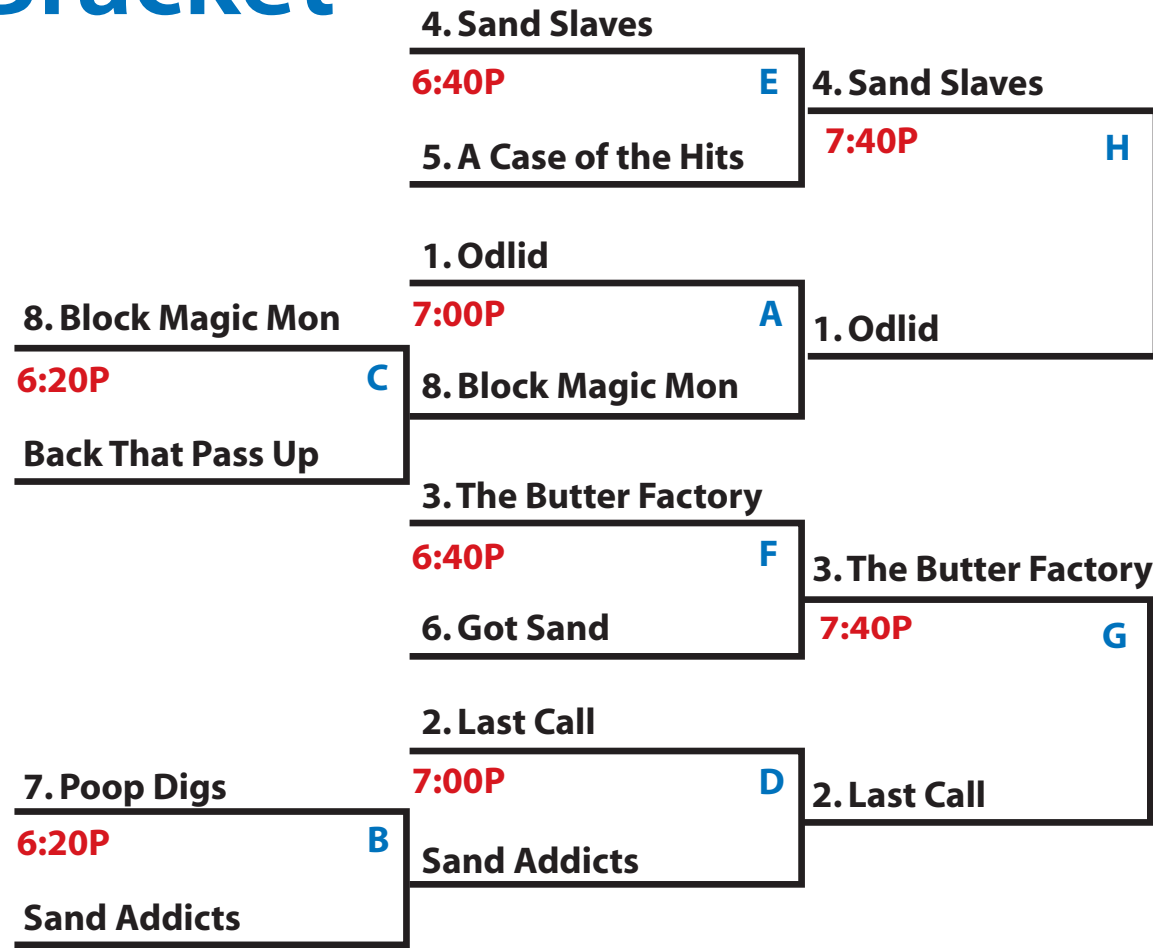 Bracket
4. Sand Slaves
6:40P E
5. A Case of the Hits
4. Sand Slaves
7:40P H
1. Odlid
1. Odlid
7:00P A
8. Block Magic Mon
8. Block Magic Mon
6:20P C
Back That Pass Up
3. The Butter Factory
6:40P F
6. Got Sand
3. The Butter Factory
7:40P G
2. Last Call
2. Last Call
7:00P D
Sand Addicts
7. Poop Digs
6:20P B
Sand Addicts